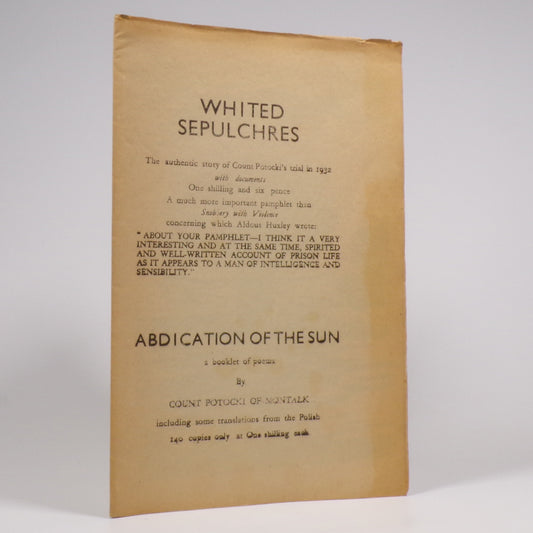 WHITED
SEPULCHRES
The authentic story of Count Potocki's trial in 1932
with documents
One shilling and six pence
A much more important pamphlet than
Snobbery with Violence
concerning which Aldous Huxley wrote:
"ABOUT YOUR PAMPHLET—I THINK IT A VERY
INTERESTING AND AT THE SAME TIME, SPIRITED
AND WELL-WRITTEN ACCOUNT OF PRISON LIFE
AS IT APPEARS TO A MAN OF INTELLIGENCE AND
SENSIBILITY."
ABDICATION OF THE SUN
a booklet of poems
By
COUNT POTOCKI OF MONTALK
including some translations from the Polish
140 copies only at One shilling each